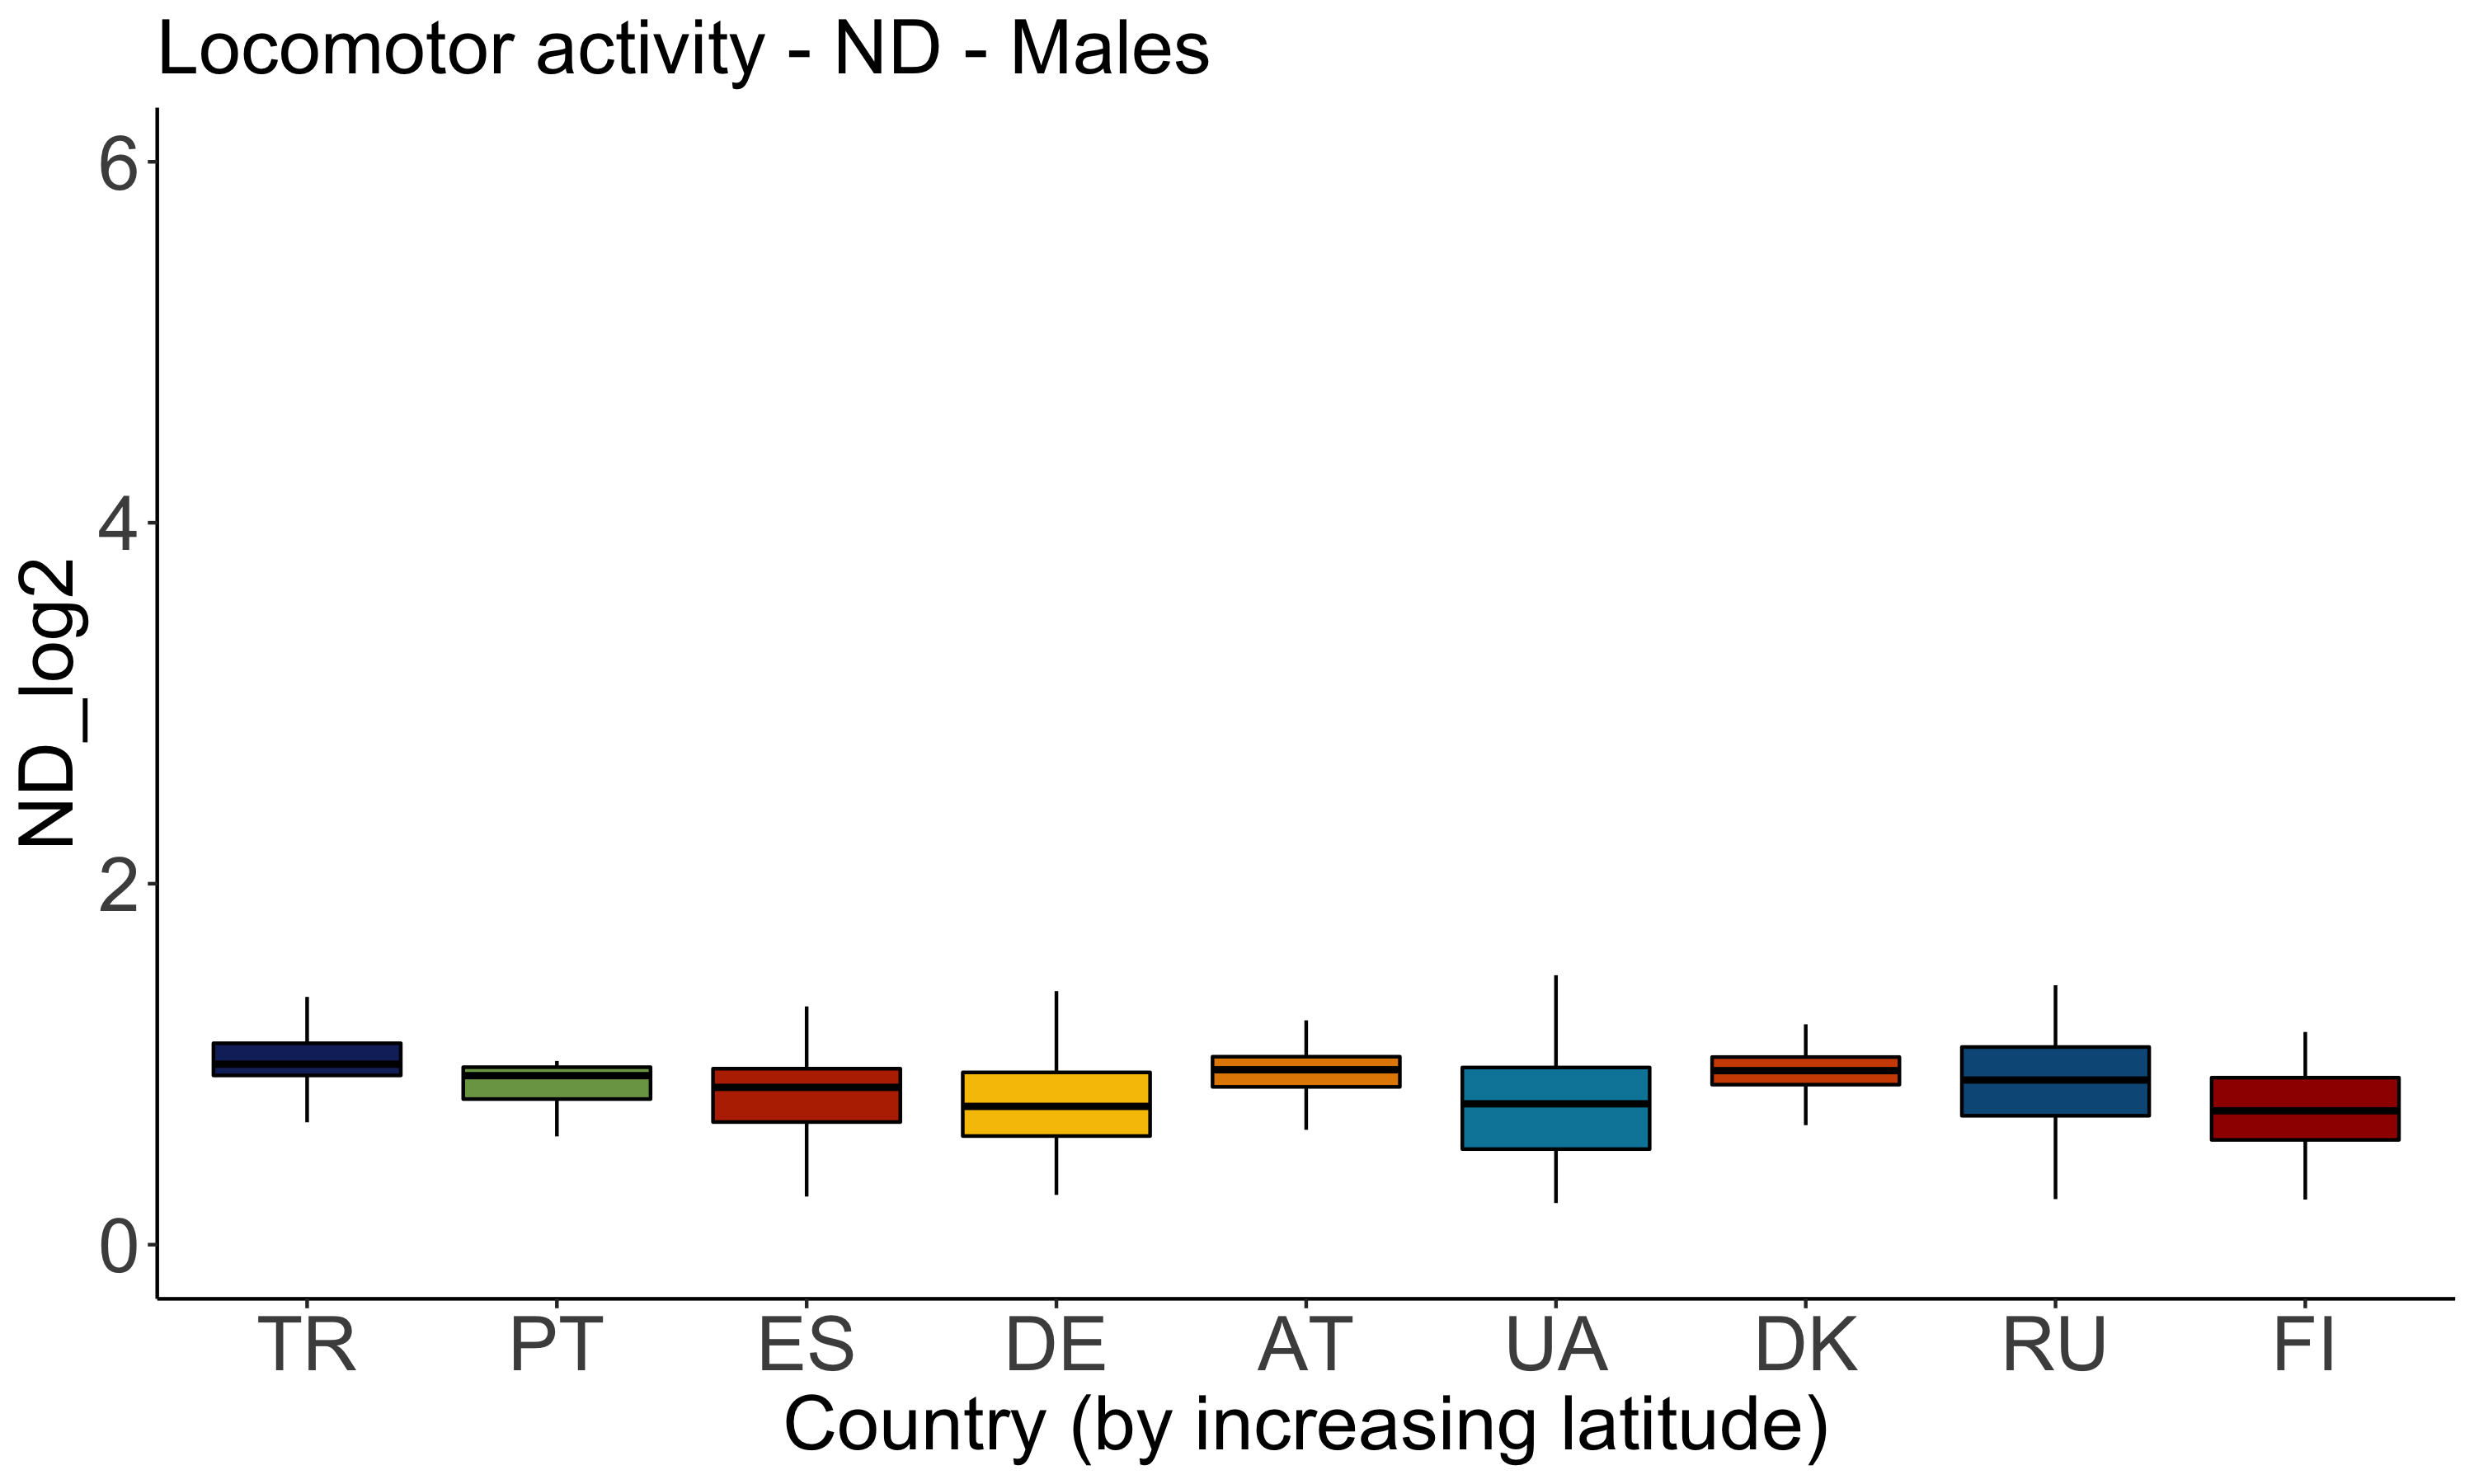 Locomotor activity - ND - Males
ND_log2
6
4
2
0
TR PT ES DE AT UA DK RU FI
Country (by increasing latitude)